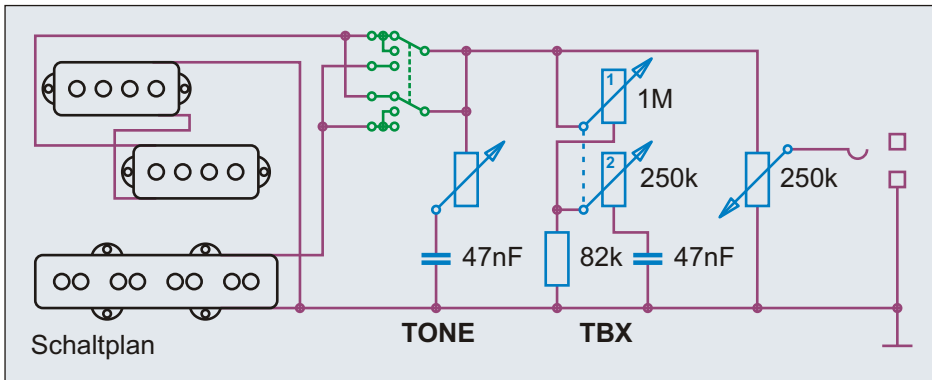 1
1M
2
250k
250k
47nF
82k
47nF
TONE
TBX
Schaltplan